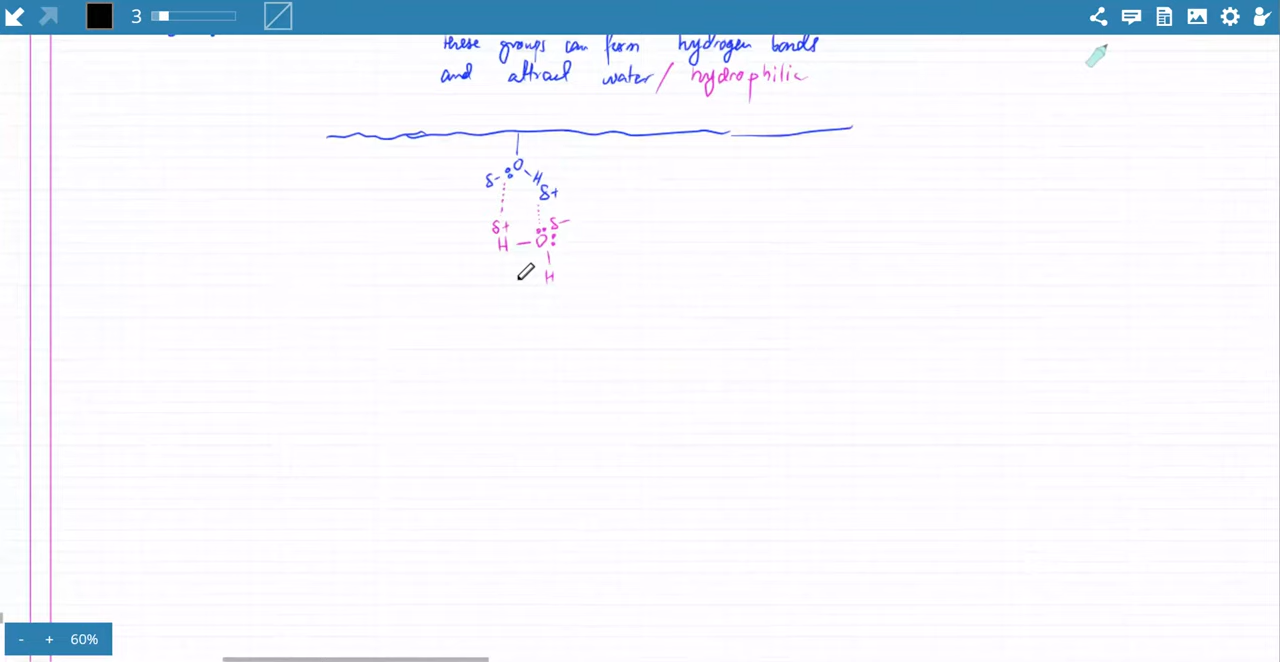 3
these groups can form hydrogen bonds
and attract water / hydrophilic
O
δ- : H
δ+
δ+ δ-
H — O:
H
- + 60%